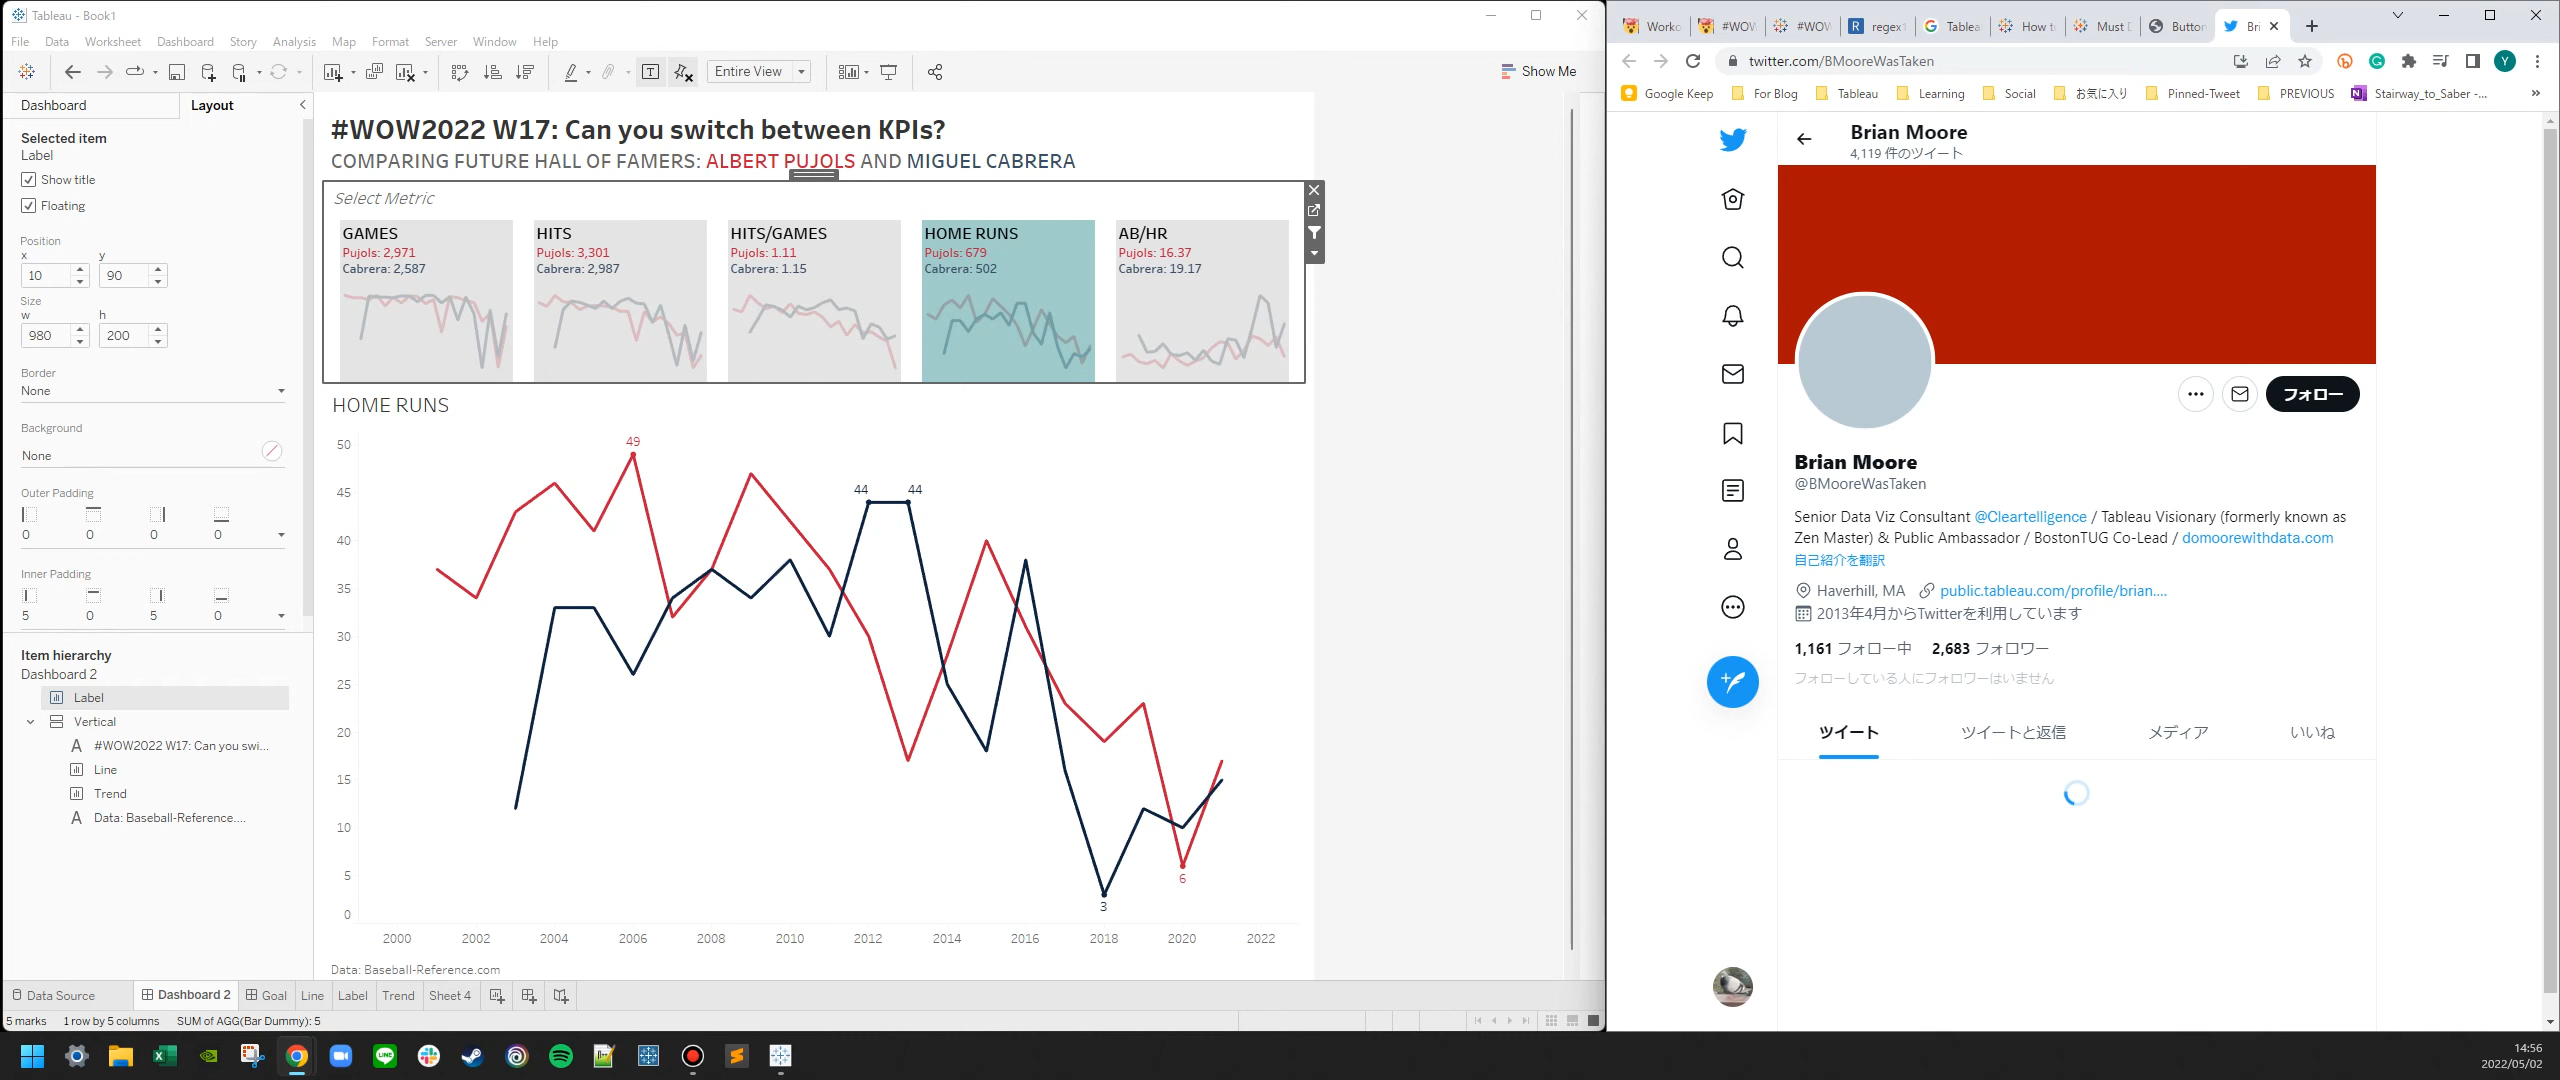 Tableau - Book1
File Data Worksheet Dashboard Story Analysis Map Format Server Window Help
Entire View
Show Me
Dashboard Layout
Selected item
Label
Show title
Floating
Position
x y
10 90
Size
w h
980 200
Border
None
Background
None
Outer Padding
0 0 0 0
Inner Padding
5 0 5 0
Item hierarchy
Dashboard 2
Label
Vertical
#WOW2022 W17: Can you swi...
Line
Trend
Data: Baseball-Reference....
#WOW2022 W17: Can you switch between KPIs?
COMPARING FUTURE HALL OF FAMERS: ALBERT PUJOLS AND MIGUEL CABRERA
Select Metric
GAMES
Pujols: 2,971
Cabrera: 2,587
HITS
Pujols: 3,301
Cabrera: 2,987
HITS/GAMES
Pujols: 1.11
Cabrera: 1.15
HOME RUNS
Pujols: 679
Cabrera: 502
AB/HR
Pujols: 16.37
Cabrera: 19.17
HOME RUNS
50
45
40
35
30
25
20
15
10
5
0
49
44 44
6
3
2000 2002 2004 2006 2008 2010 2012 2014 2016 2018 2020 2022
Data: Baseball-Reference.com
Data Source Dashboard 2 Goal Line Label Trend Sheet 4
5 marks 1 row by 5 columns SUM of AGG(Bar Dummy): 5
Worko #WOW #WOW regex Tablea How t Must Button Bri
twitter.com/BMooreWasTaken
Y
Google Keep For Blog Tableau Learning Social お気に入り Pinned-Tweet PREVIOUS Stairway_to_Saber -...
Brian Moore
4,119 件のツイート
フォロー
Brian Moore
@BMooreWasTaken
Senior Data Viz Consultant @Cleartelligence / Tableau Visionary (formerly known as
Zen Master) & Public Ambassador / BostonTUG Co-Lead / domoorewithdata.com
自己紹介を翻訳
Haverhill, MA public.tableau.com/profile/brian....
2013年4月からTwitterを利用しています
1,161 フォロー中 2,683 フォロワー
フォローしている人にフォロワーはいません
ツイート ツイートと返信 メディア いいね
14:56
2022/05/02